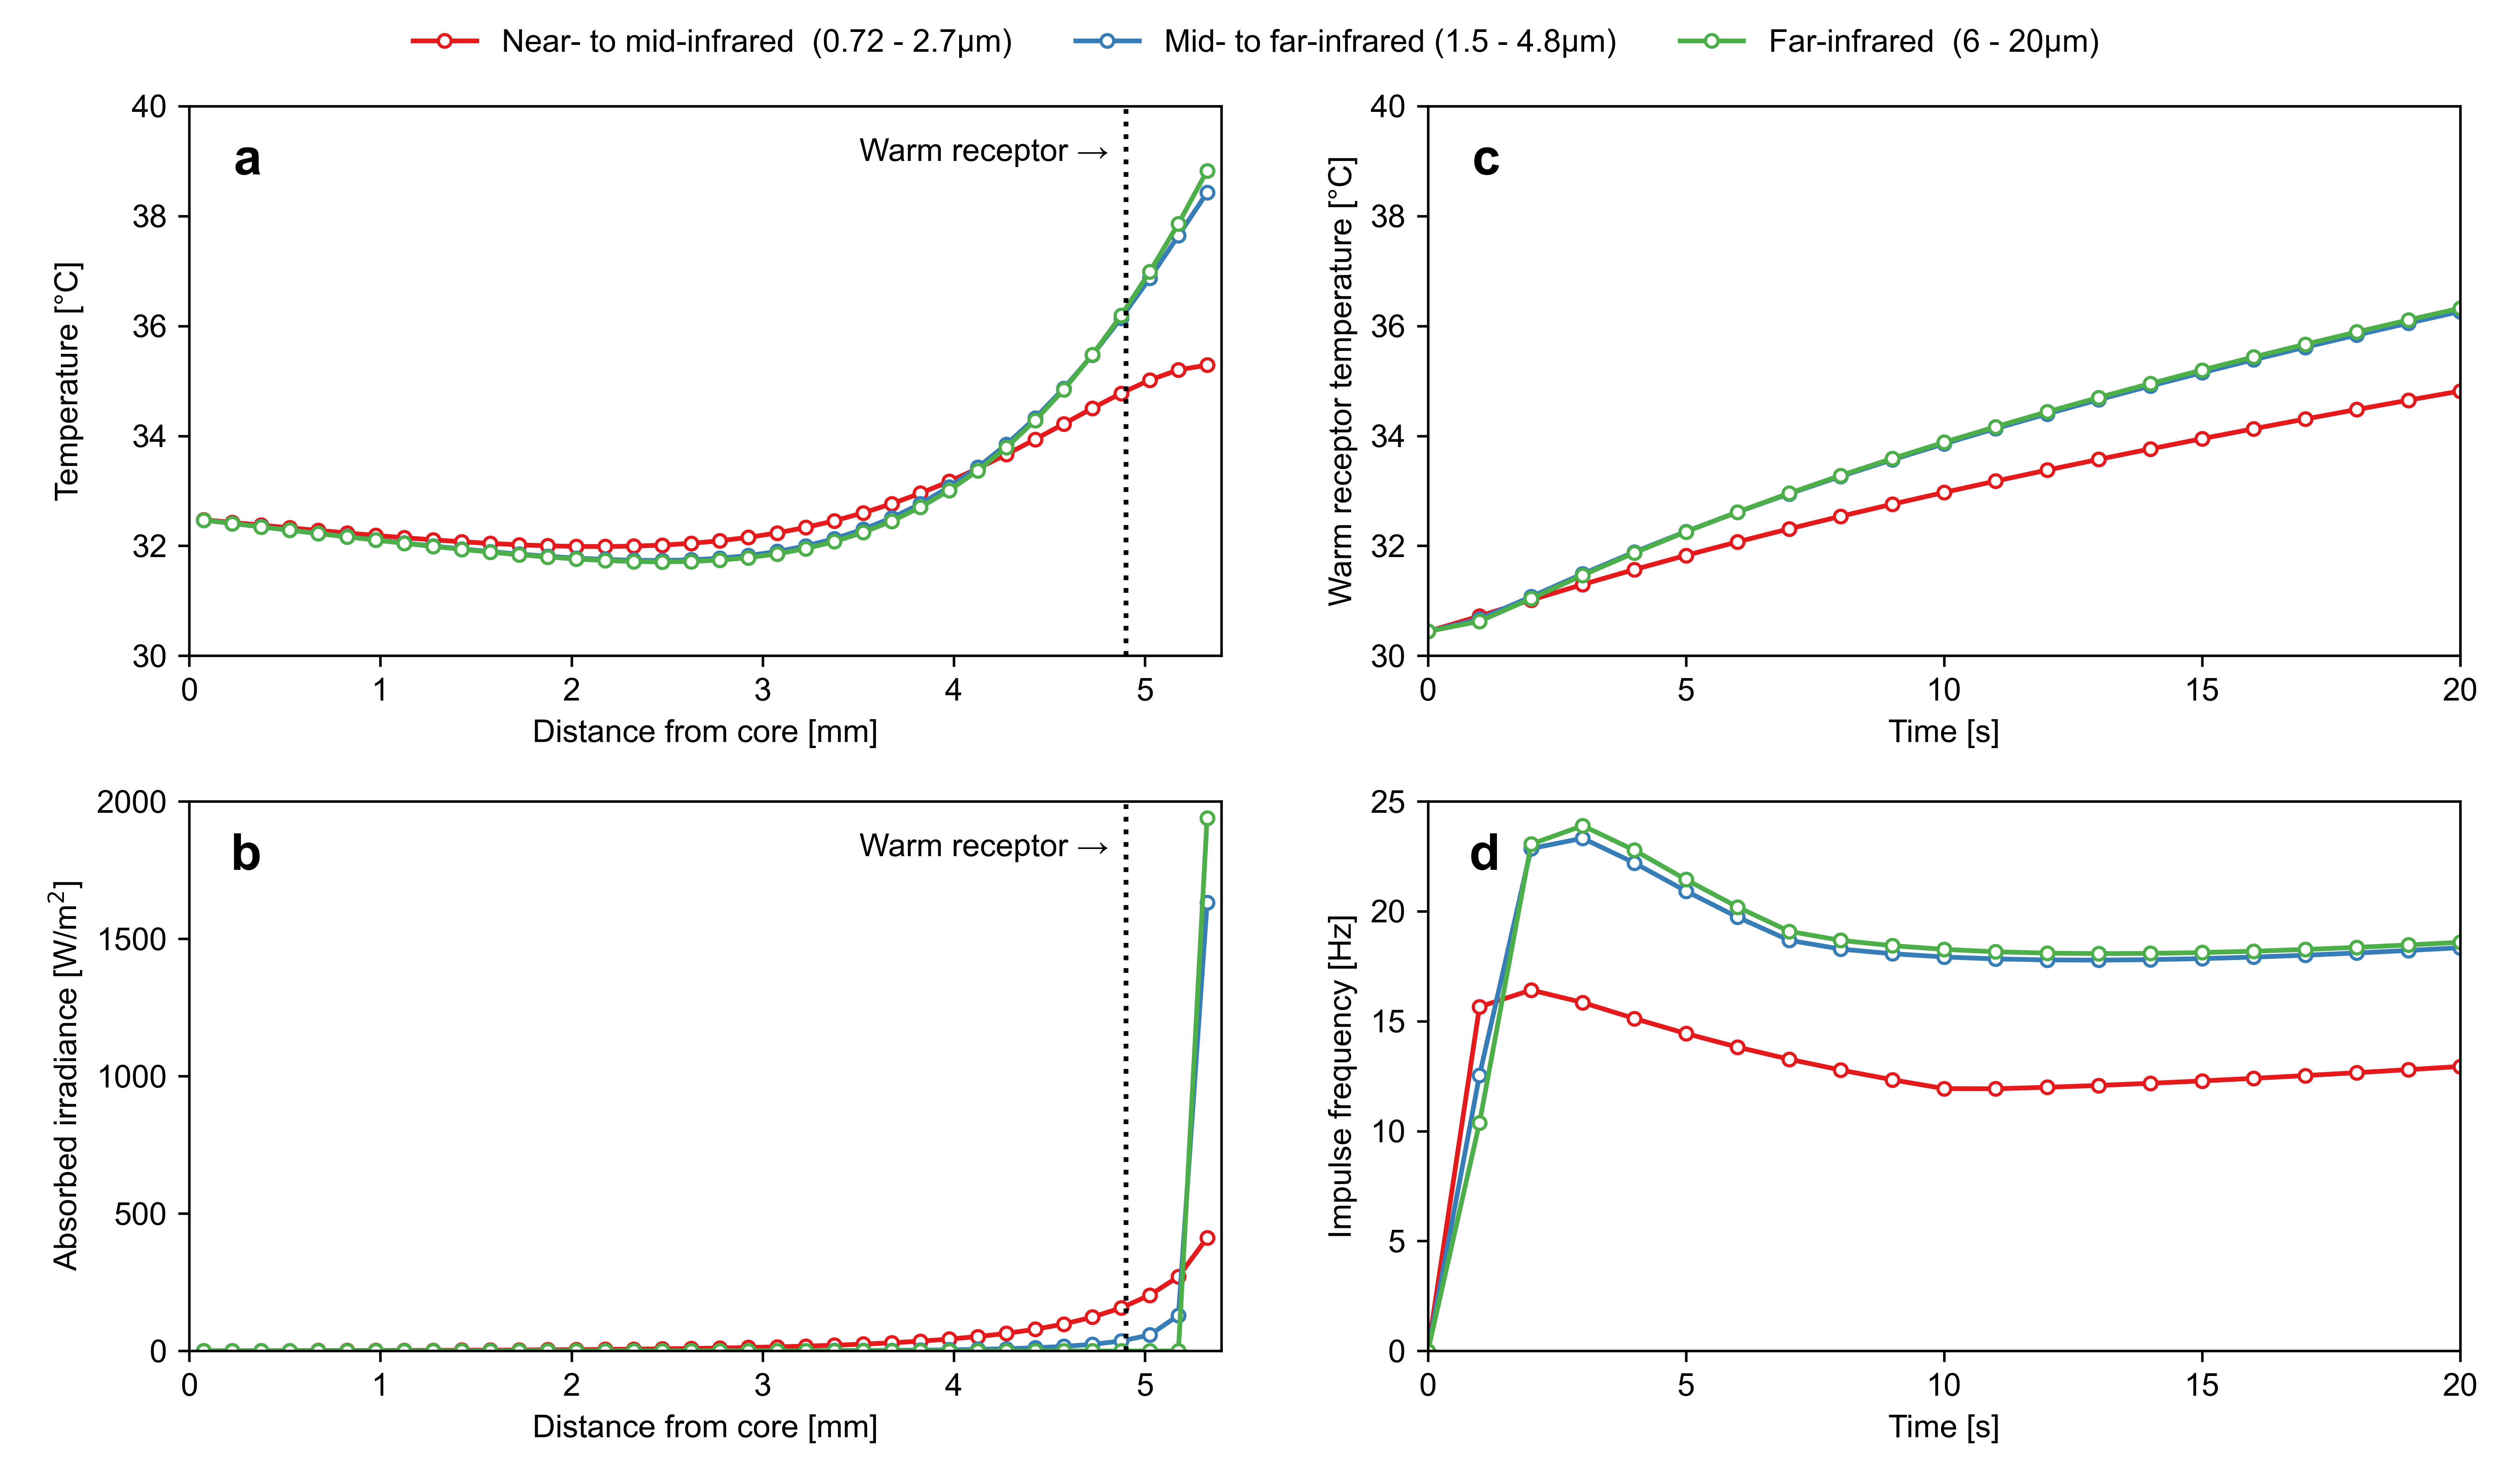 Near- to mid-infrared (0.72 - 2.7µm)
Mid- to far-infrared (1.5 - 4.8µm)
Far-infrared (6 - 20µm)
a
Warm receptor →
Temperature [°C]
40
38
36
34
32
30
0 1 2 3 4 5
Distance from core [mm]
c
Warm receptor temperature [°C]
40
38
36
34
32
30
0 5 10 15 20
Time [s]
b
Warm receptor →
Absorbed irradiance [W/m²]
2000
1500
1000
500
0
0 1 2 3 4 5
Distance from core [mm]
d
Impulse frequency [Hz]
25
20
15
10
5
0
0 5 10 15 20
Time [s]